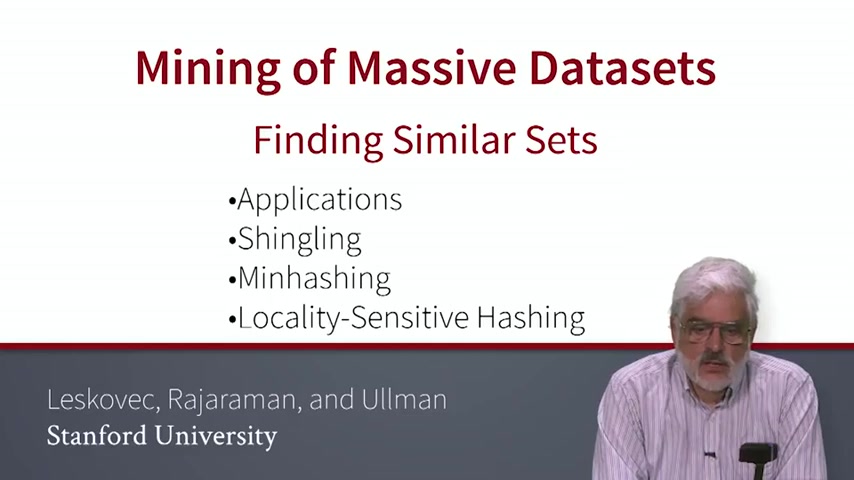 Mining of Massive Datasets
Finding Similar Sets
•Applications
•Shingling
•Minhashing
•Locality-Sensitive Hashing
Leskovec, Rajaraman, and Ullman
Stanford University